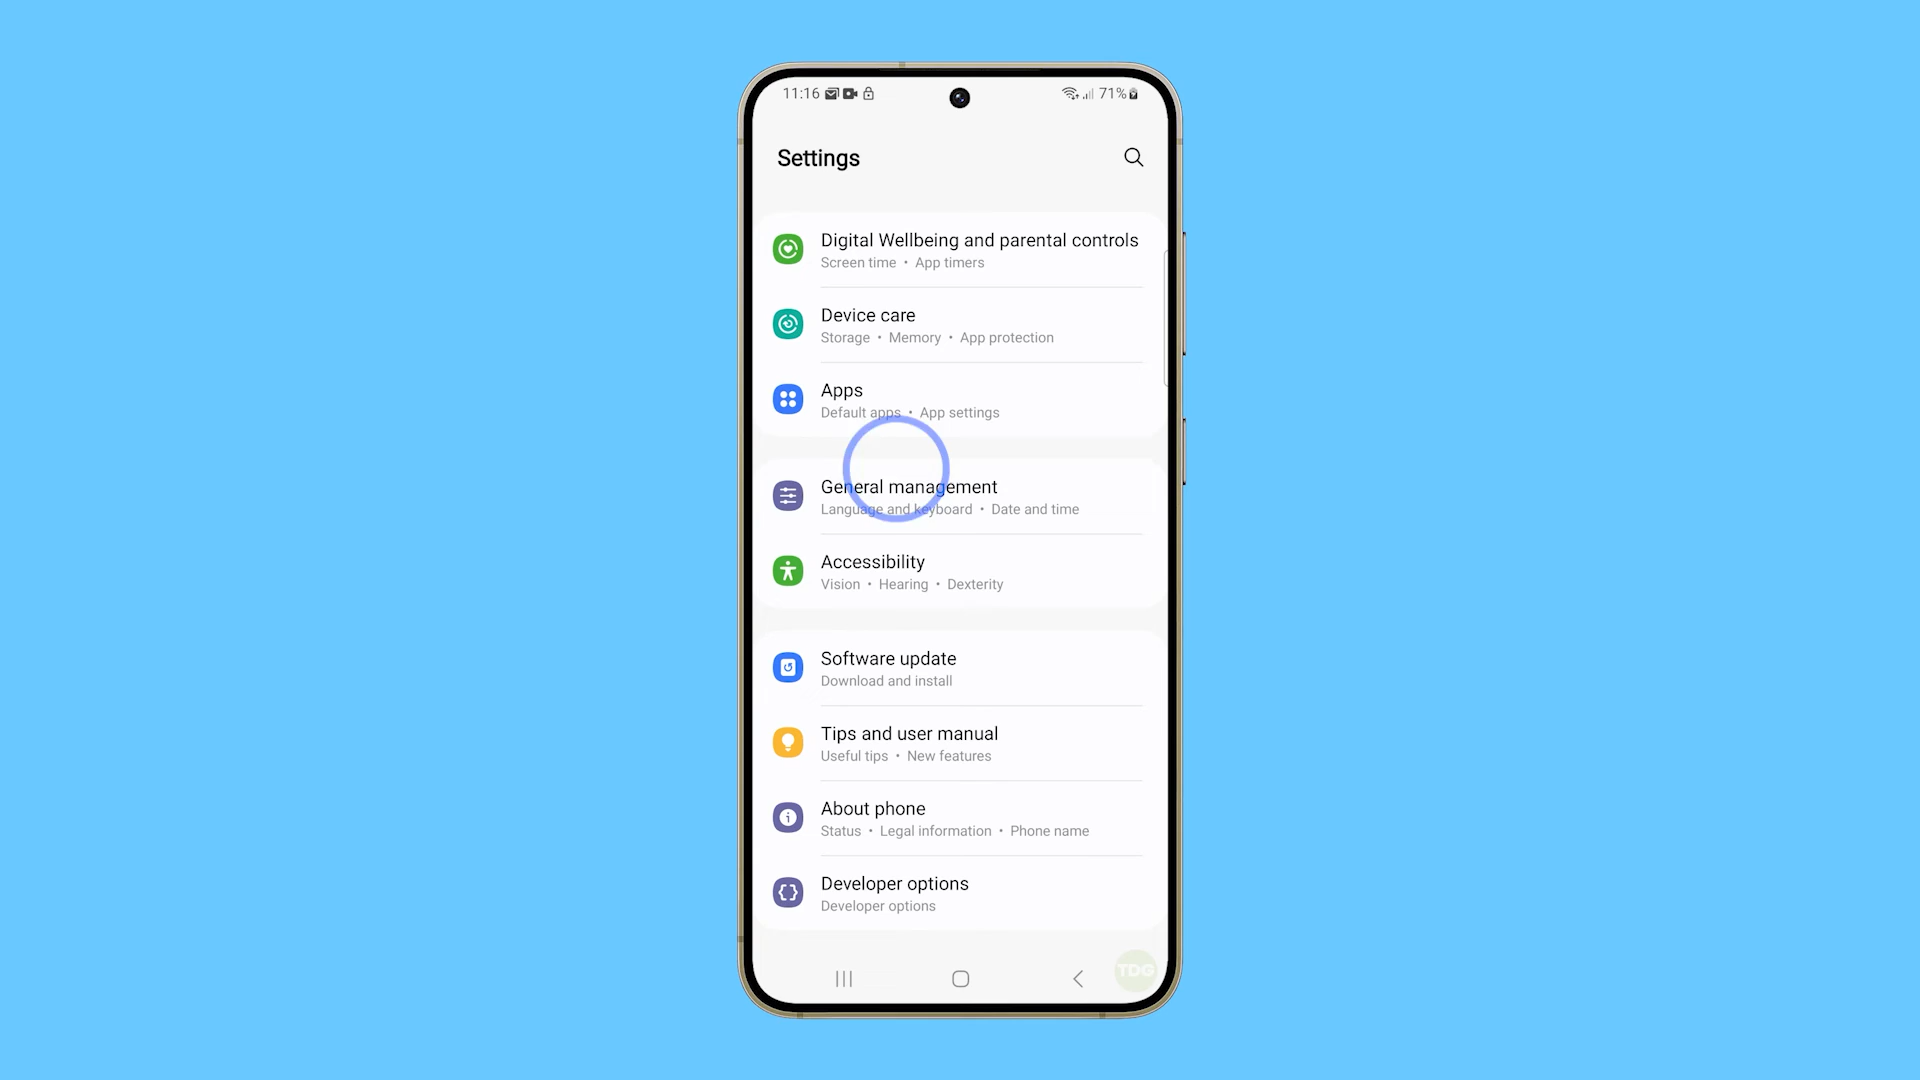 11:16
71%
Settings
Digital Wellbeing and parental controls
Screen time • App timers
Device care
Storage • Memory • App protection
Apps
Default apps • App settings
General management
Language and keyboard • Date and time
Accessibility
Vision • Hearing • Dexterity
Software update
Download and install
Tips and user manual
Useful tips • New features
About phone
Status • Legal information • Phone name
Developer options
Developer options
TDG